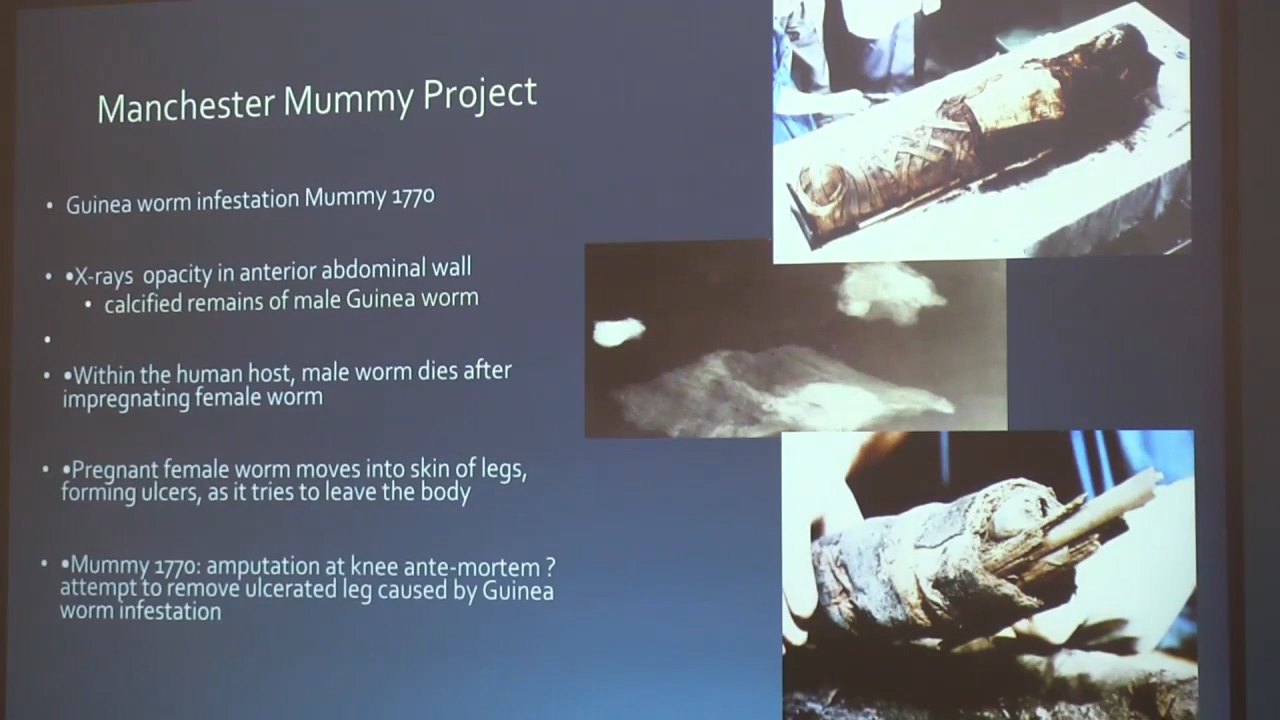 Manchester Mummy Project
• Guinea worm infestation Mummy 1770
• •X-rays opacity in anterior abdominal wall
• calcified remains of male Guinea worm
•
• •Within the human host, male worm dies after
impregnating female worm
• •Pregnant female worm moves into skin of legs,
forming ulcers, as it tries to leave the body
• •Mummy 1770: amputation at knee ante-mortem ?
attempt to remove ulcerated leg caused by Guinea
worm infestation